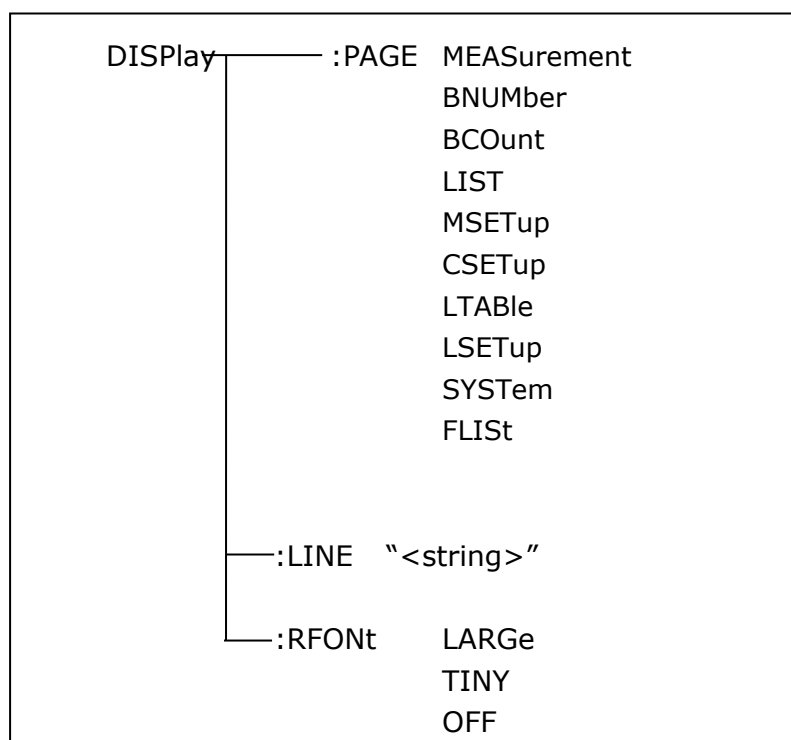 DISPlay :PAGE MEASurement
BNUMber
BCOunt
LIST
MSETup
CSETup
LTABle
LSETup
SYSTem
FLISt
:LINE “<string>”
:RFONt LARGe
TINY
OFF